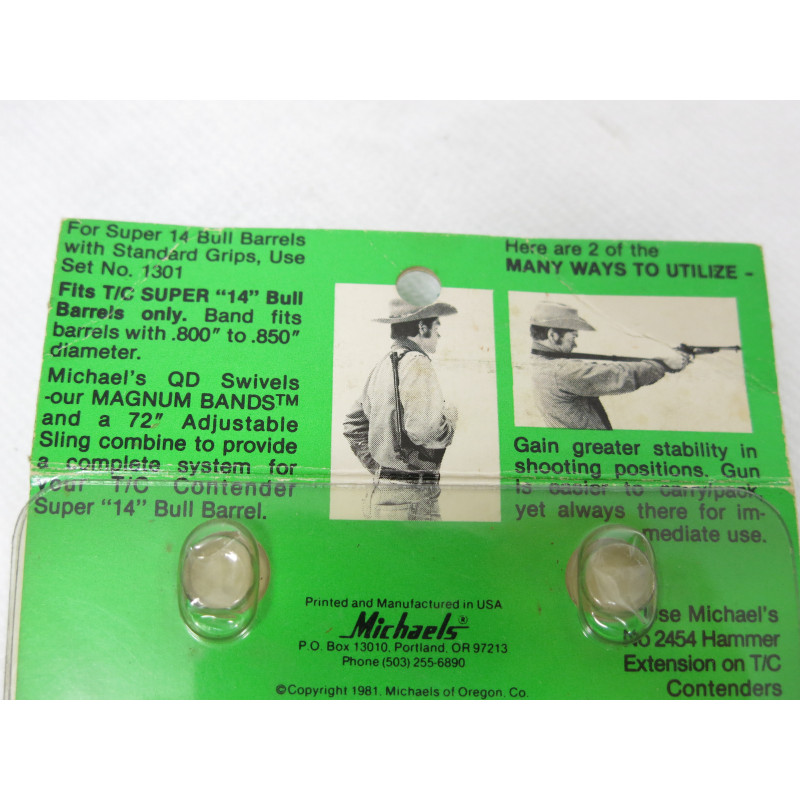 For Super 14 Bull Barrels
with Standard Grips, Use
Set No. 1301
Fits T/C SUPER "14" Bull
Barrels only. Band fits
barrels with .800" to .850"
diameter.
Michael's QD Swivels
-our MAGNUM BANDS™
and a 72" Adjustable
Sling combine to provide
a complete system for
your T/C Contender
Super "14" Bull Barrel.
Here are 2 of the
MANY WAYS TO UTILIZE -
Gain greater stability in
shooting positions. Gun
is easier to carry/pack,
yet always there for im-
mediate use.
Printed and Manufactured in USA
Michaels®
P.O. Box 13010, Portland, OR 97213
Phone (503) 255-6890
©Copyright 1981, Michaels of Oregon, Co.
Use Michael's
No 2454 Hammer
Extension on T/C
Contenders